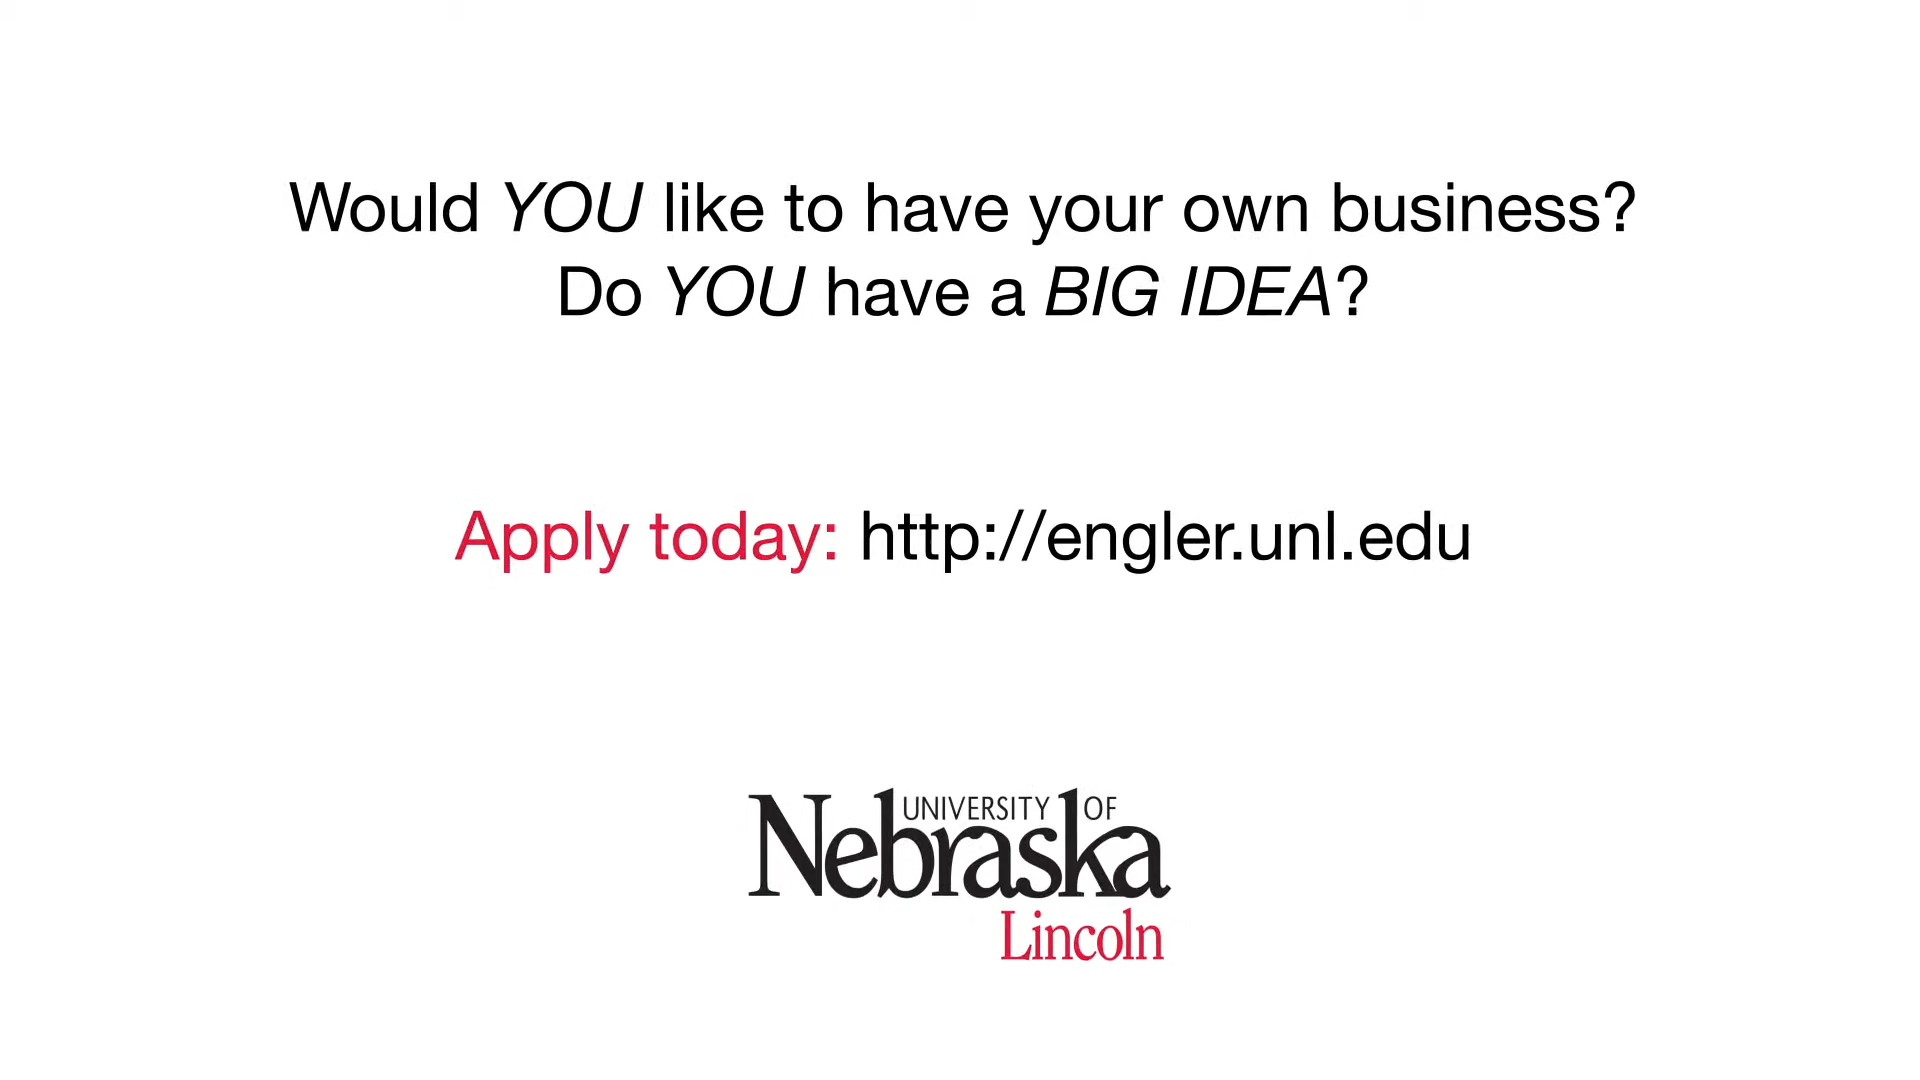 Would YOU like to have your own business?
Do YOU have a BIG IDEA?
Apply today: http://engler.unl.edu
UNIVERSITY OF
Nebraska
Lincoln